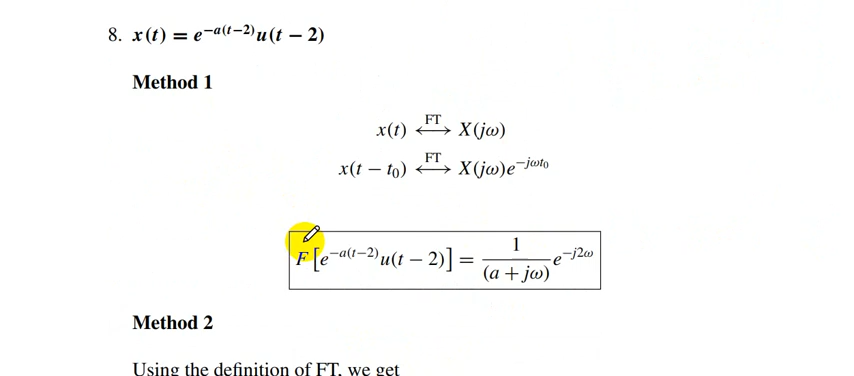 8. x(t) = e^{−a(t−2)}u(t − 2)
Method 1
x(t) ⟷^{FT} X(jω)
x(t − t₀) ⟷^{FT} X(jω)e^{−jωt₀}
F[e^{−a(t−2)}u(t − 2)] = \frac{1}{(a + jω)}e^{−j2ω}
Method 2
Using the definition of FT, we get